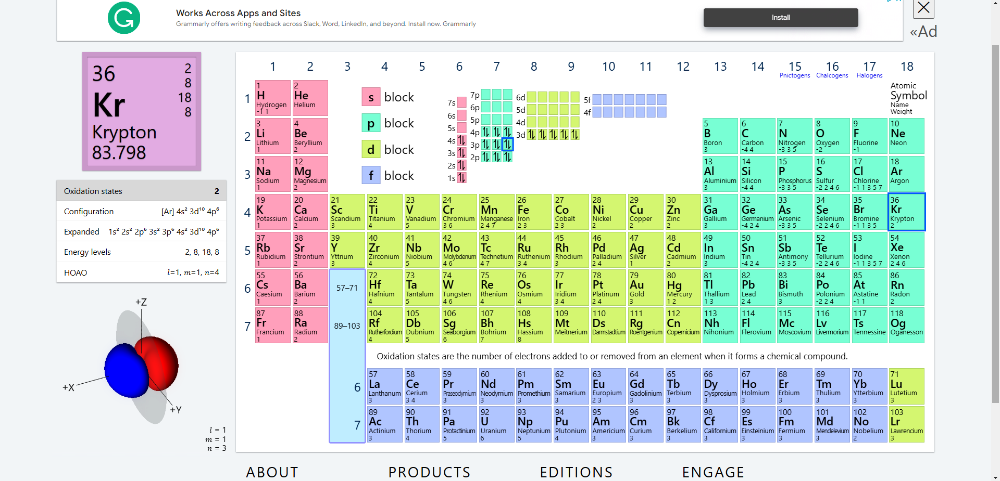 Works Across Apps and Sites
Grammarly offers writing feedback across Slack, Word, LinkedIn, and beyond. Install now. Grammarly
Install
«Ad
36
2
8
18
8
Kr
Krypton
83.798
Oxidation states 2
Configuration [Ar] 4s² 3d¹⁰ 4p⁶
Expanded 1s² 2s² 2p⁶ 3s² 3p⁶ 4s² 3d¹⁰ 4p⁶
Energy levels 2, 8, 18, 8
HOAO l=1, m=1, n=4
+Z
+X
+Y
l = 1
m = 1
n = 3
1 2 3 4 5 6 7 8 9 10 11 12 13 14 15 16 17 18
Pnictogens Chalcogens Halogens
Atomic
Symbol
Name
Weight
s block
p block
d block
f block
7s
6s
5s
4s
3s
2s
1s
7p
6p
5p
4p
3p
2p
6d
5d
4d
3d
5f
4f
1
1 2
H He
Hydrogen Helium
-1 1
2
3 4 5 6 7 8 9 10
Li Be B C N O F Ne
Lithium Beryllium Boron Carbon Nitrogen Oxygen Fluorine Neon
1 2 3 -4 4 -3 3 5 -2 -1
3
11 12 13 14 15 16 17 18
Na Mg Al Si P S Cl Ar
Sodium Magnesium Aluminium Silicon Phosphorus Sulfur Chlorine Argon
1 2 3 -4 4 -3 3 5 -2 2 4 6 -1 1 3 5 7
4
19 20 21 22 23 24 25 26 27 28 29 30 31 32 33 34 35 36
K Ca Sc Ti V Cr Mn Fe Co Ni Cu Zn Ga Ge As Se Br Kr
Potassium Calcium Scandium Titanium Vanadium Chromium Manganese Iron Cobalt Nickel Copper Zinc Gallium Germanium Arsenic Selenium Bromine Krypton
1 2 3 4 5 3 6 2 4 7 2 3 2 3 2 2 2 3 -4 2 4 -3 3 5 -2 2 4 6 -1 1 3 5 2
5
37 38 39 40 41 42 43 44 45 46 47 48 49 50 51 52 53 54
Rb Sr Y Zr Nb Mo Tc Ru Rh Pd Ag Cd In Sn Sb Te I Xe
Rubidium Strontium Yttrium Zirconium Niobium Molybdenum Technetium Ruthenium Rhodium Palladium Silver Cadmium Indium Tin Antimony Tellurium Iodine Xenon
1 2 3 4 5 4 6 4 7 3 4 3 2 4 1 2 3 -4 2 4 -3 3 5 -2 2 4 6 -1 1 3 5 7 2 4 6
6
55 56 57–71 72 73 74 75 76 77 78 79 80 81 82 83 84 85 86
Cs Ba Hf Ta W Re Os Ir Pt Au Hg Tl Pb Bi Po At Rn
Caesium Barium Hafnium Tantalum Tungsten Rhenium Osmium Iridium Platinum Gold Mercury Thallium Lead Bismuth Polonium Astatine Radon
1 2 4 5 4 6 4 4 3 4 2 4 3 1 2 1 3 2 4 3 -2 2 4 -1 1 2
7
87 88 89–103 104 105 106 107 108 109 110 111 112 113 114 115 116 117 118
Fr Ra Rf Db Sg Bh Hs Mt Ds Rg Cn Nh Fl Mc Lv Ts Og
Francium Radium Rutherfordium Dubnium Seaborgium Bohrium Hassium Meitnerium Darmstadtium Roentgenium Copernicium Nihonium Flerovium Moscovium Livermorium Tennessine Oganesson
1 2 4 5 6 7 8
Oxidation states are the number of electrons added to or removed from an element when it forms a chemical compound.
6
57 58 59 60 61 62 63 64 65 66 67 68 69 70 71
La Ce Pr Nd Pm Sm Eu Gd Tb Dy Ho Er Tm Yb Lu
Lanthanum Cerium Praseodymium Neodymium Promethium Samarium Europium Gadolinium Terbium Dysprosium Holmium Erbium Thulium Ytterbium Lutetium
3 3 4 3 3 3 3 2 3 3 3 3 3 3 3 3 3
7
89 90 91 92 93 94 95 96 97 98 99 100 101 102 103
Ac Th Pa U Np Pu Am Cm Bk Cf Es Fm Md No Lr
Actinium Thorium Protactinium Uranium Neptunium Plutonium Americium Curium Berkelium Californium Einsteinium Fermium Mendelevium Nobelium Lawrencium
3 4 5 6 5 4 3 3 3 3 3 3 3 2 3
ABOUT PRODUCTS EDITIONS ENGAGE